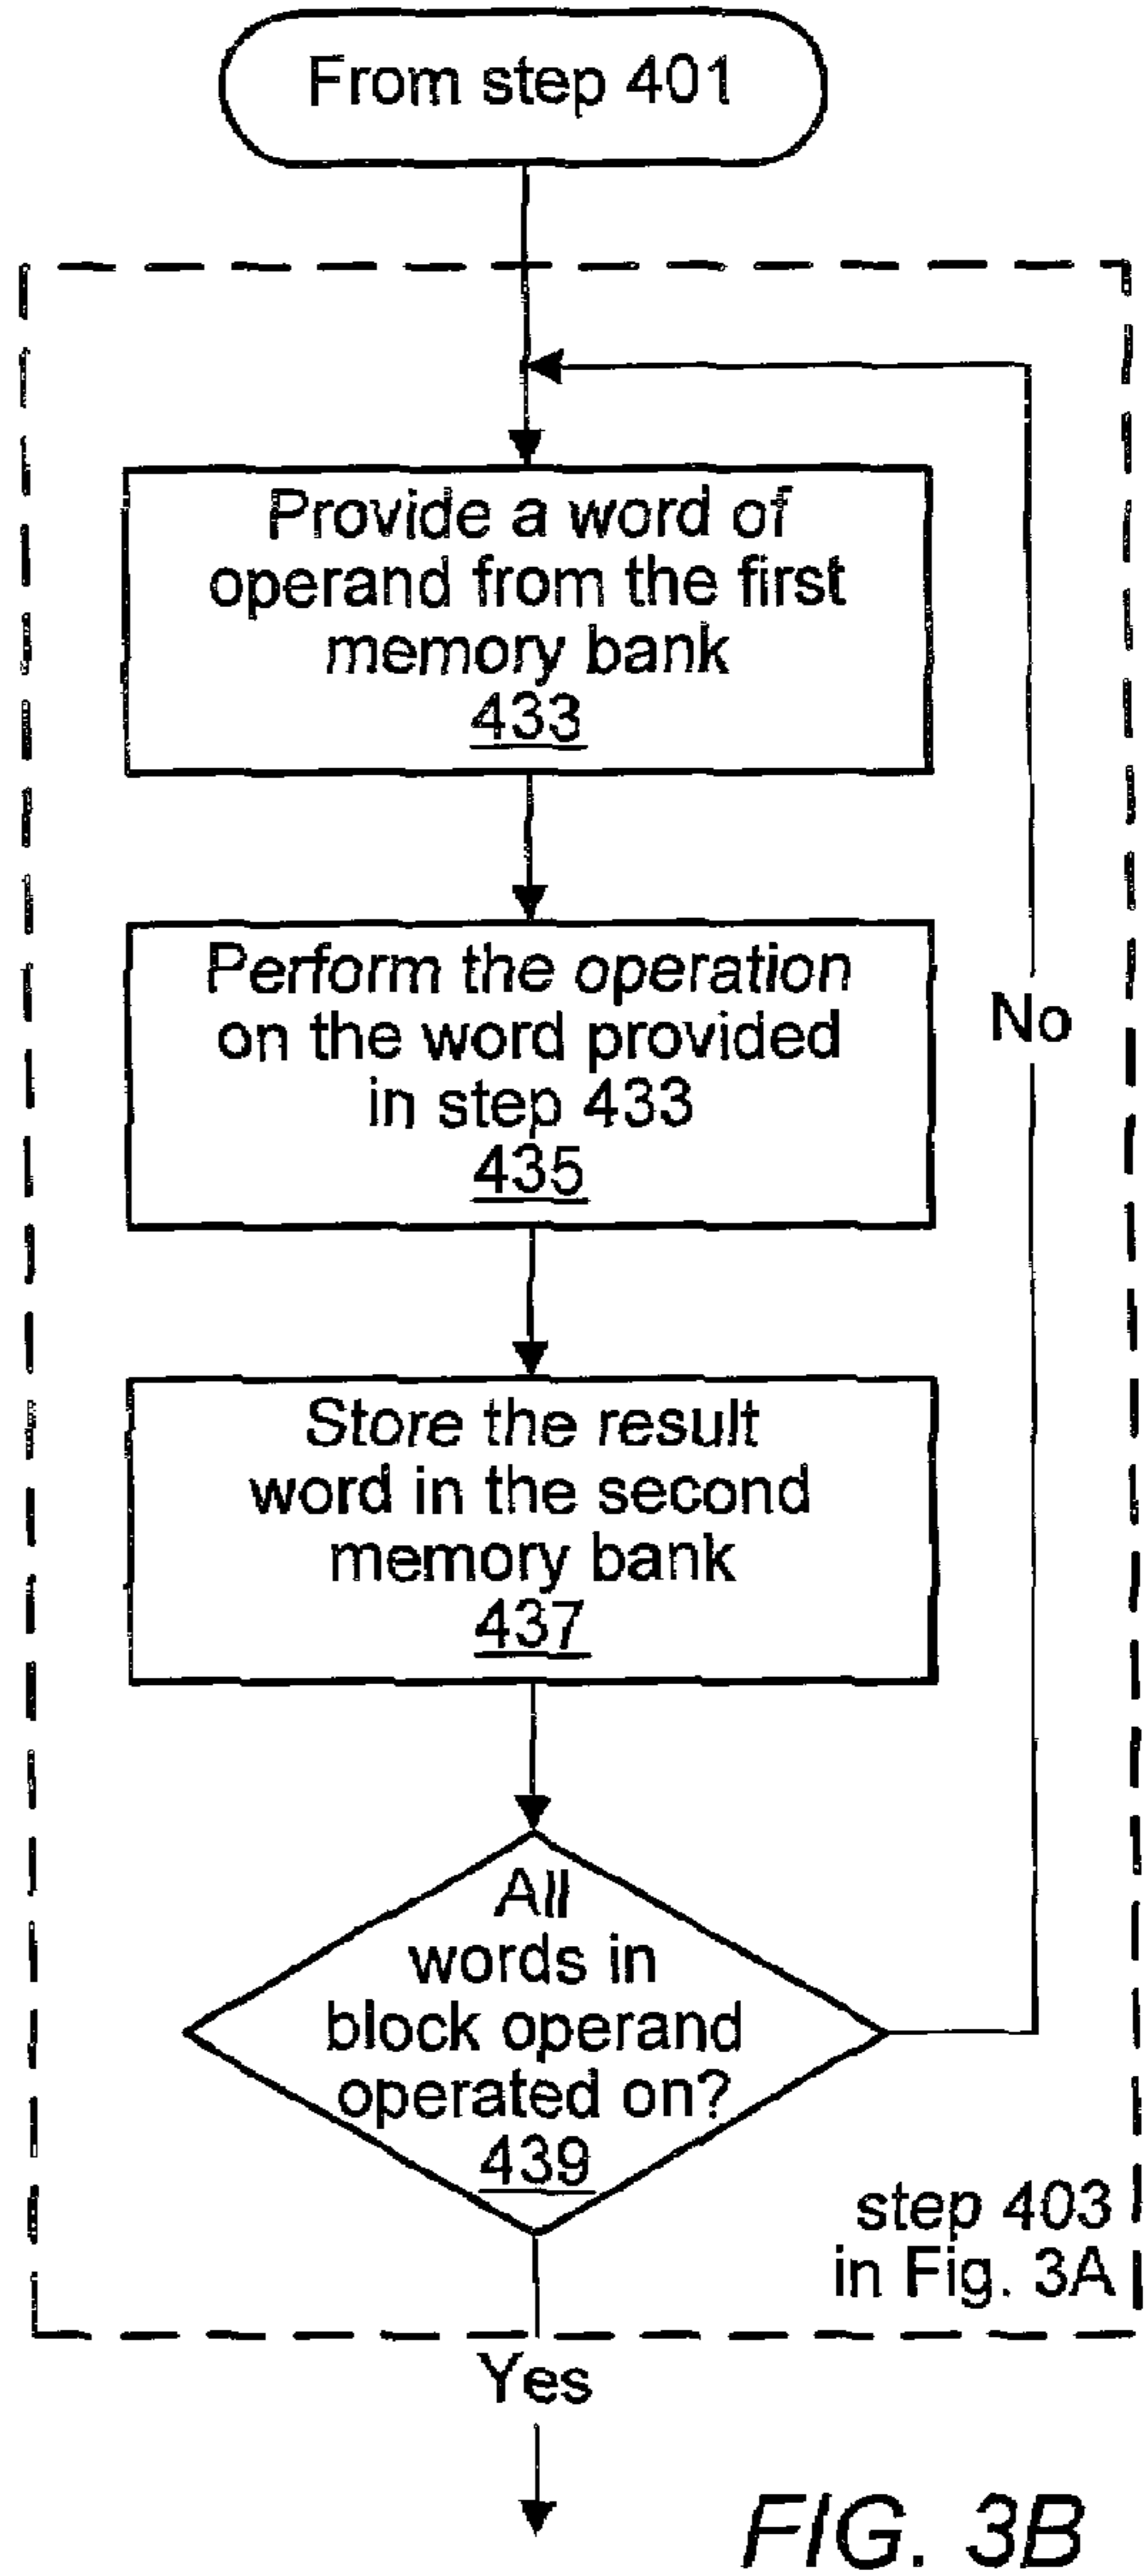 From step 401
Provide a word of
operand from the first
memory bank
433
Perform the operation
on the word provided
in step 433
435
No
Store the result
word in the second
memory bank
437
All
words in
block operand
operated on?
439
step 403
in Fig. 3A
Yes
FIG. 3B